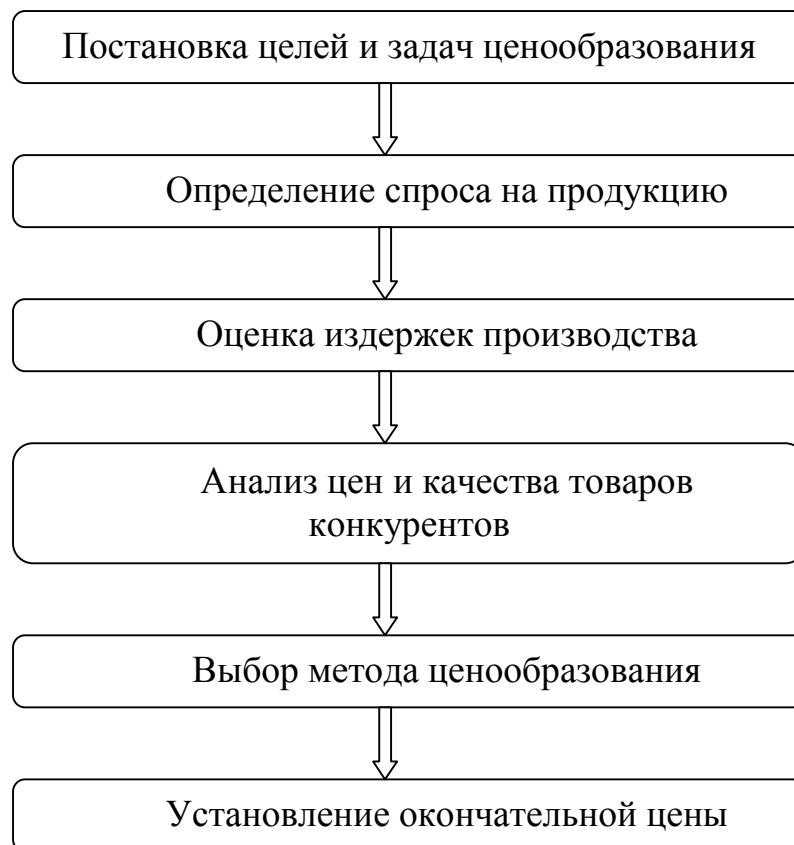 Постановка целей и задач ценообразования
Определение спроса на продукцию
Оценка издержек производства
Анализ цен и качества товаров
конкурентов
Выбор метода ценообразования
Установление окончательной цены